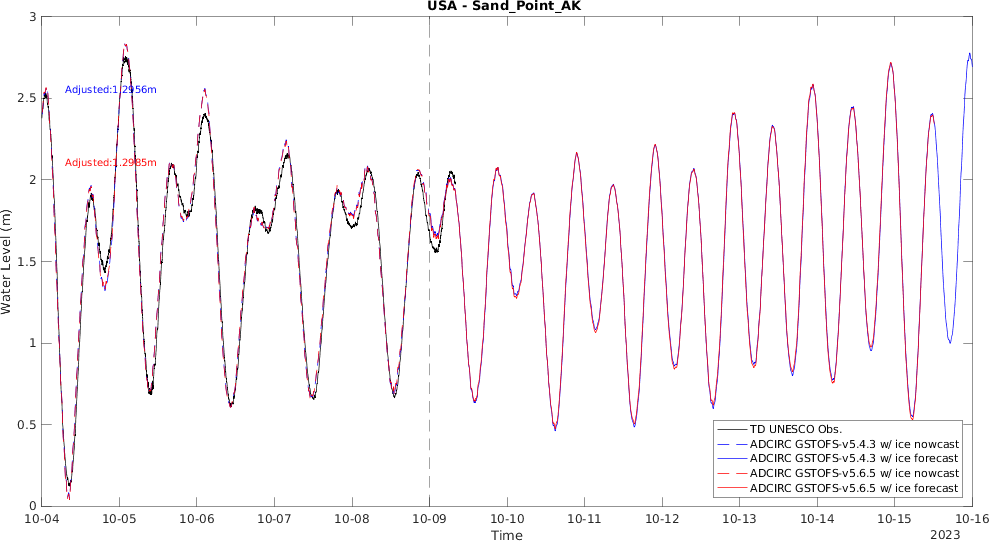 USA - Sand_Point_AK
3
2.5
2
1.5
1
0.5
0
Water Level (m)
Adjusted:1.2956m
Adjusted:1.2985m
TD UNESCO Obs.
ADCIRC GSTOFS-v5.4.3 w/ ice nowcast
ADCIRC GSTOFS-v5.4.3 w/ ice forecast
ADCIRC GSTOFS-v5.6.5 w/ ice nowcast
ADCIRC GSTOFS-v5.6.5 w/ ice forecast
10-04 10-05 10-06 10-07 10-08 10-09 10-10 10-11 10-12 10-13 10-14 10-15 10-16
Time
2023